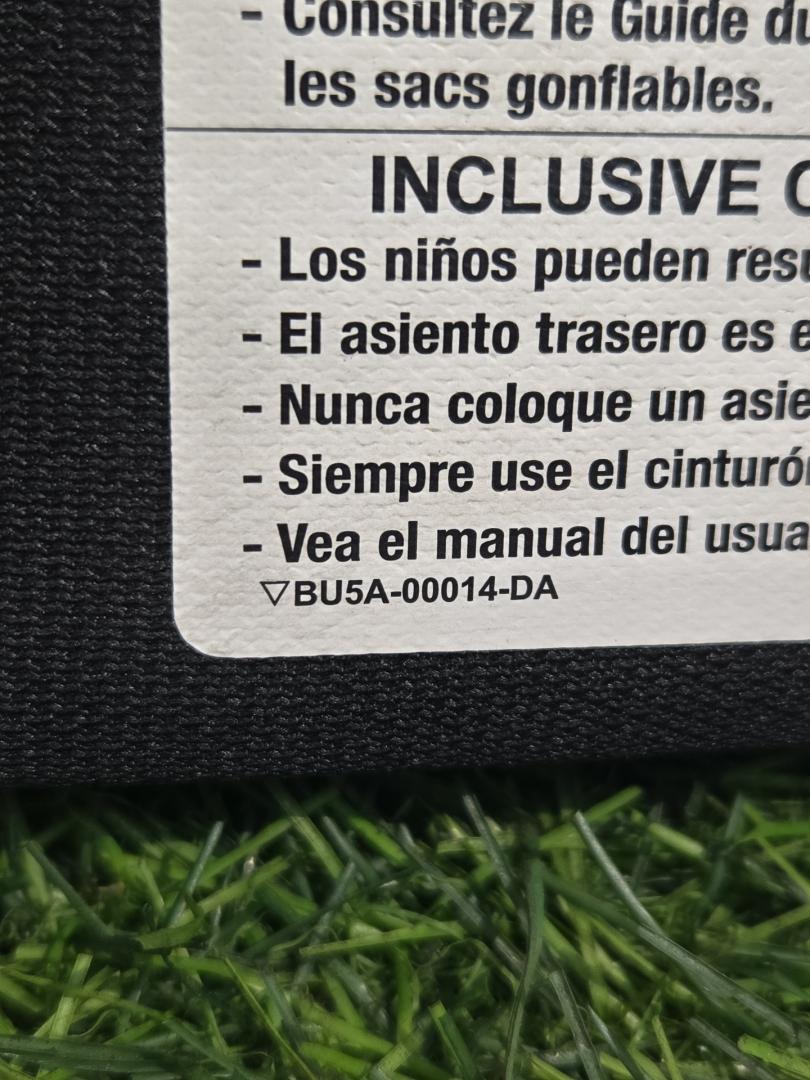 - Consultez le Guide du
les sacs gonflables.
INCLUSIVE
- Los niños pueden
- El asiento trasero es
- Nunca coloque un
- Siempre use el
- Vea el manual del
▽BU5A-00014-DA